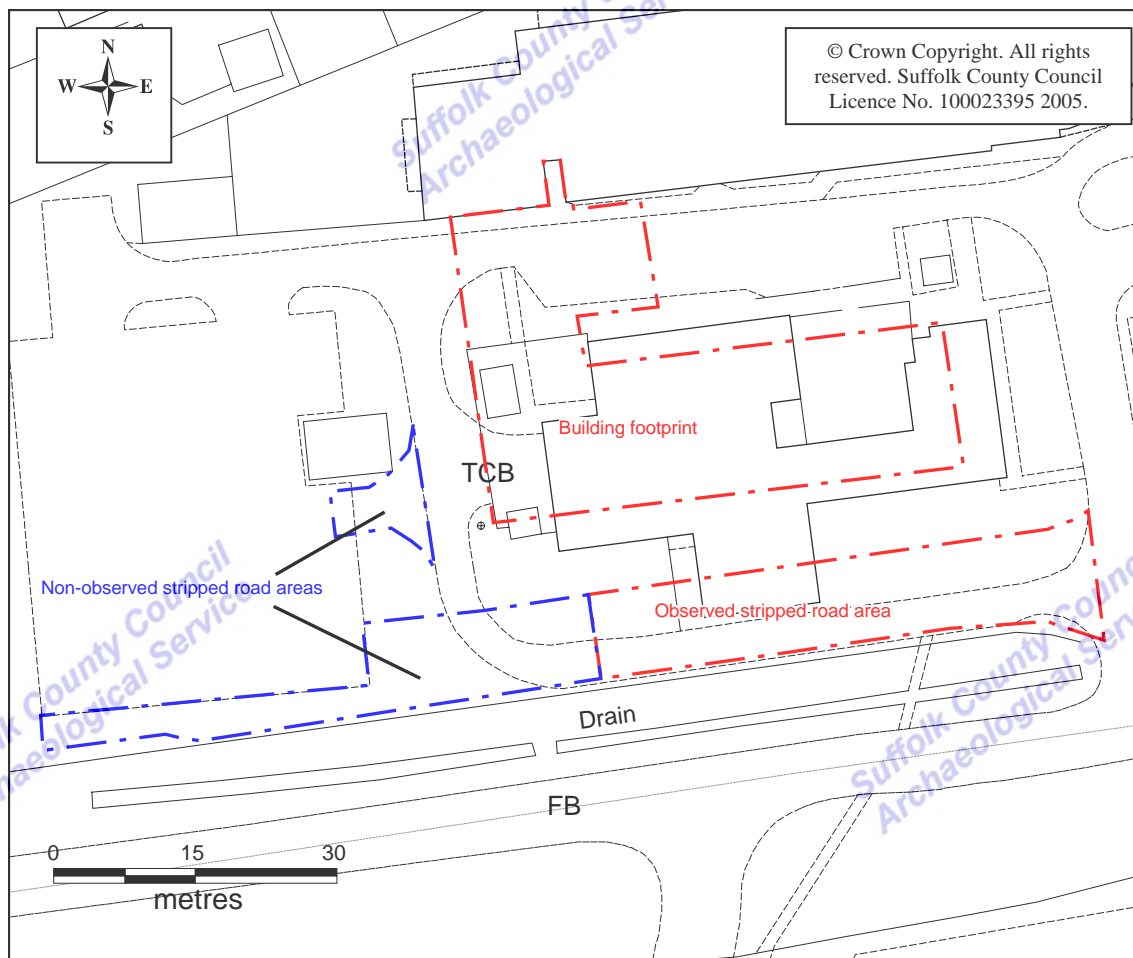 Suffolk County Council
Archaeological Service
N
W E
S
© Crown Copyright. All rights
reserved. Suffolk County Council
Licence No. 100023395 2005.
Building footprint
TCB
Non-observed stripped road areas
Observed stripped road area
Suffolk County Council
Archaeological Service
Suffolk County Council
Archaeological Service
Drain
FB
0 15 30
metres